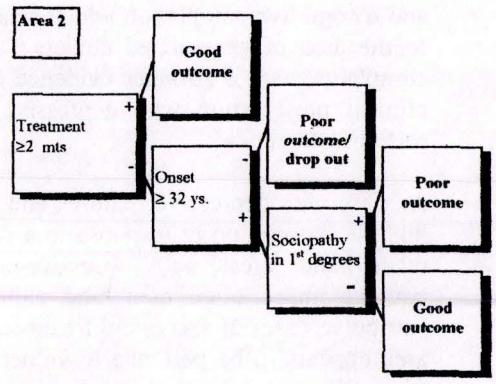 Area 2
Good
outcome
+
Treatment
≥2 mts
Poor
outcome/
drop out
-
Onset
≥ 32 ys.
+
Poor
outcome
+
Sociopathy
in 1st degrees
-
Good
outcome